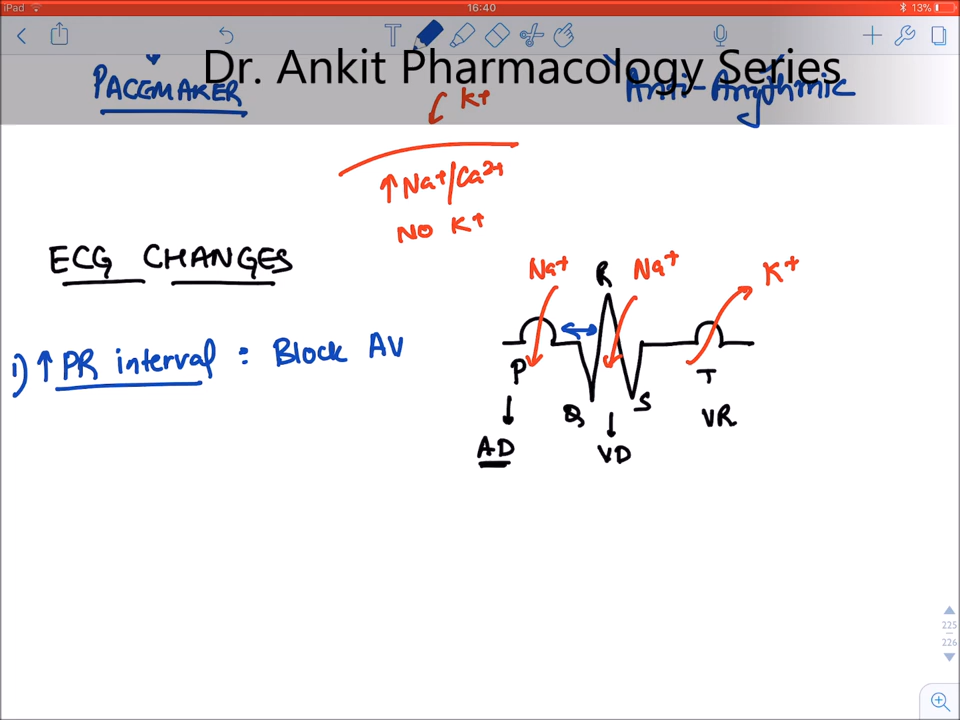 iPad 16:40 13%
T
Dr. Ankit Pharmacology Series
PACEMAKER
K+
Anti-Arrythmic
↑ Na+/Ca2+
NO K+
ECG CHANGES
Na+ R Na+ K+
1) ↑ PR interval : Block AV
P Q S T
AD VD VR
225
226